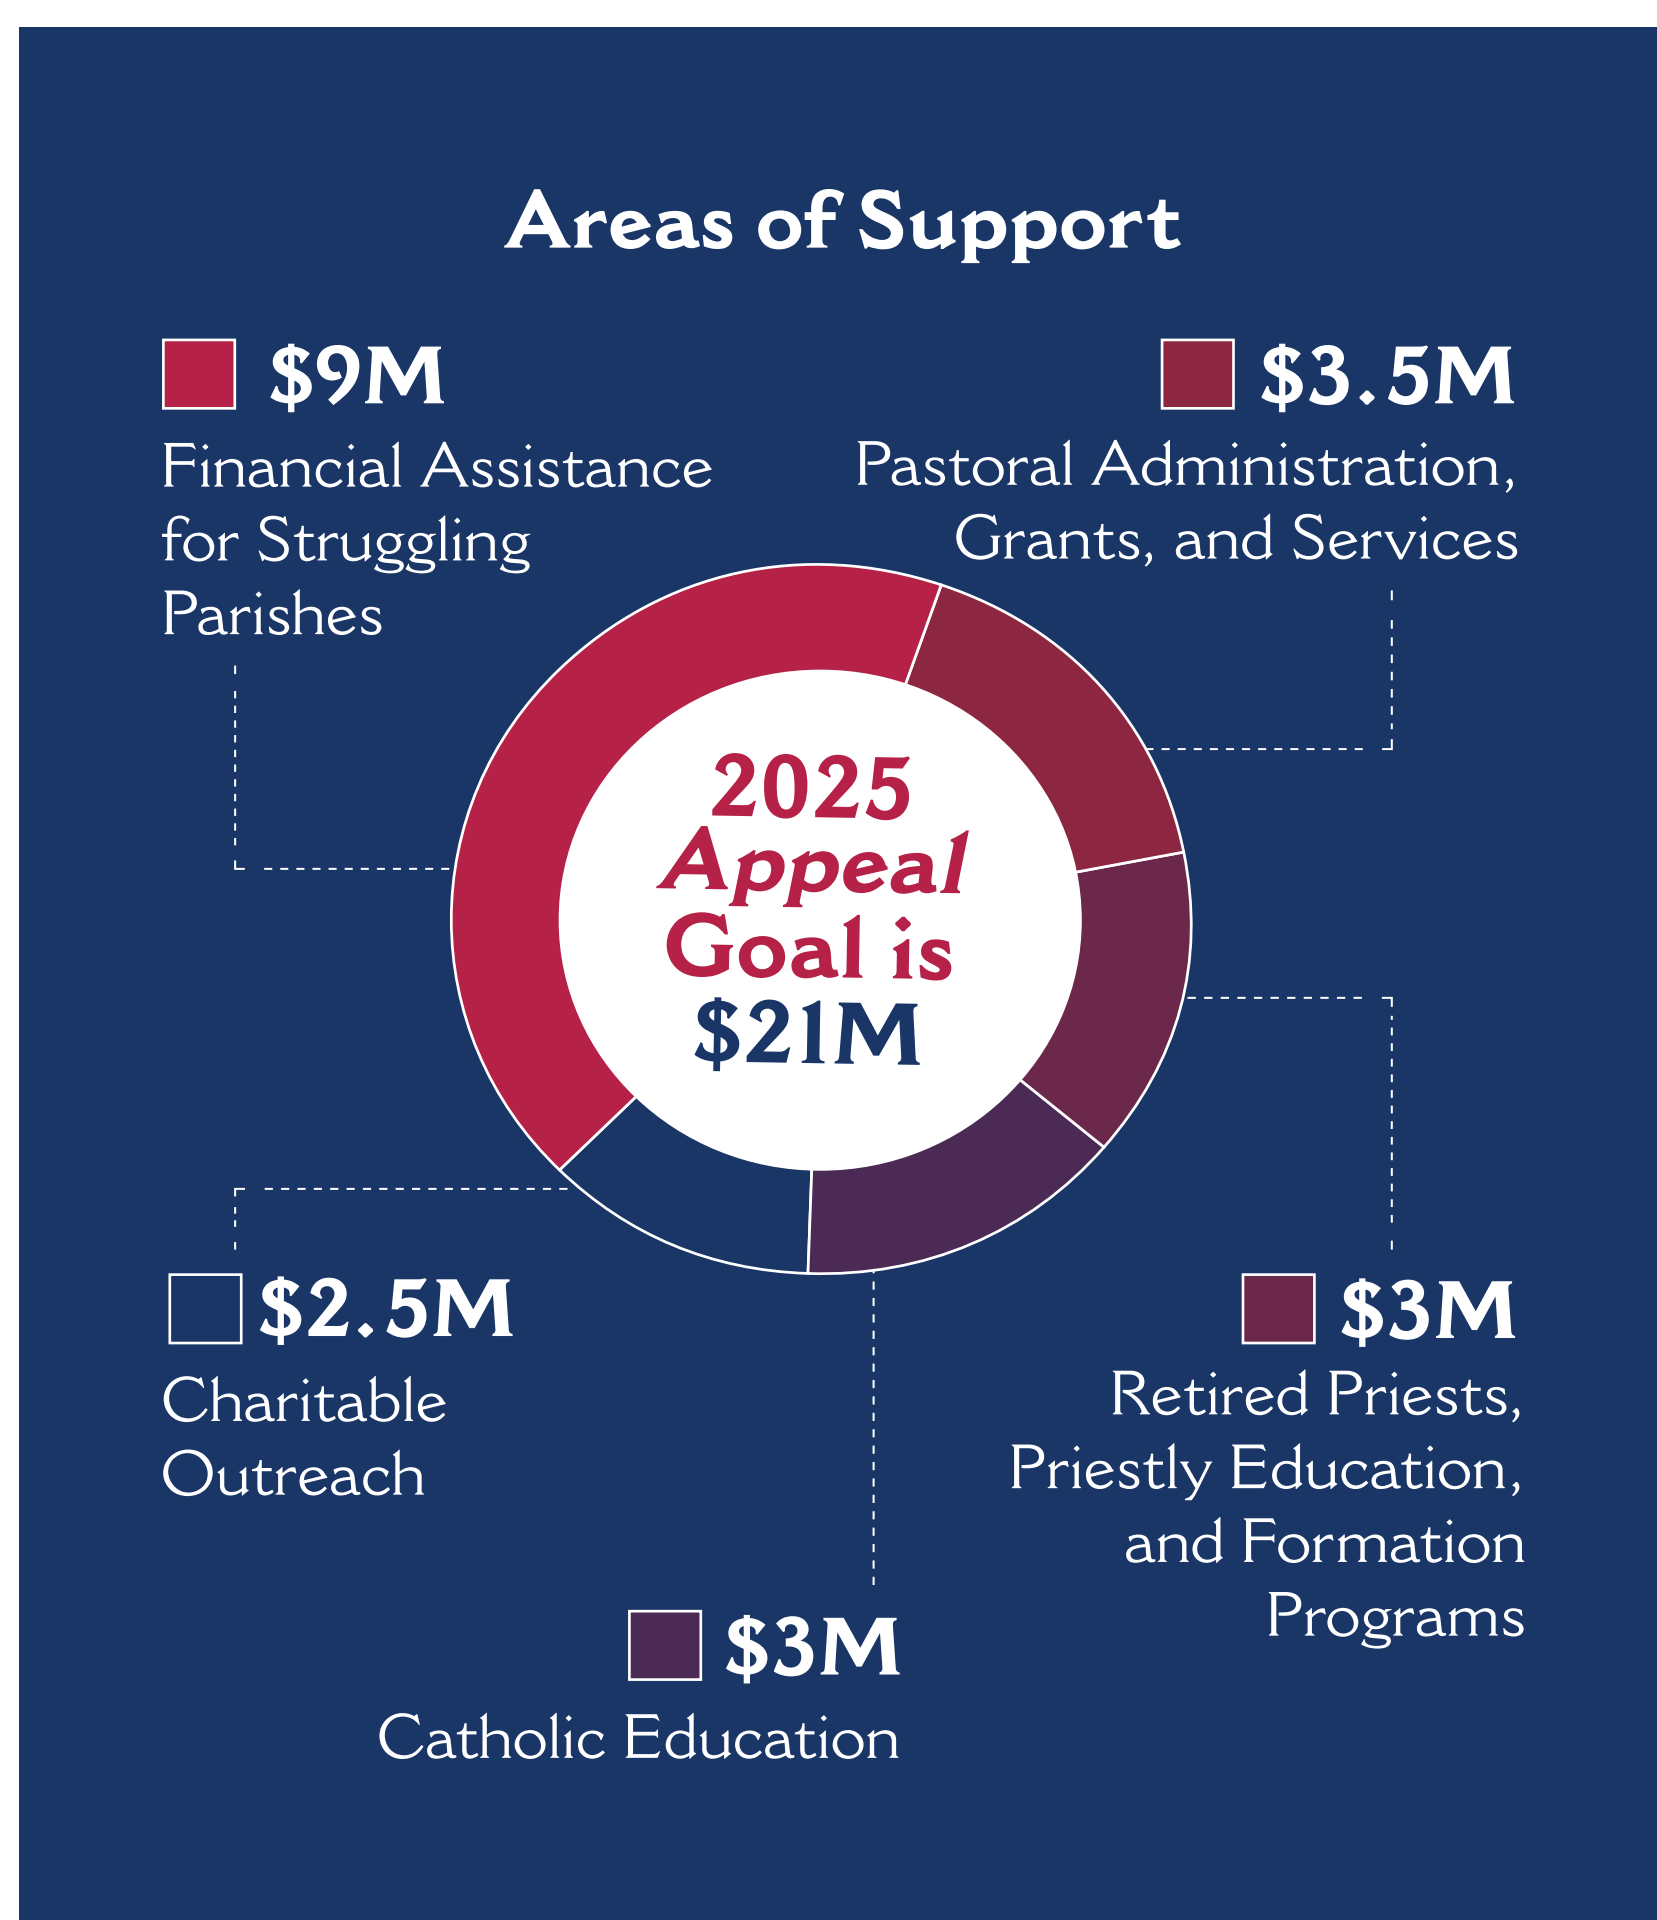 Areas of Support
$9M
Financial Assistance
for Struggling
Parishes
$3.5M
Pastoral Administration,
Grants, and Services
2025
Appeal
Goal is
$21M
$2.5M
Charitable
Outreach
$3M
Retired Priests,
Priestly Education,
and Formation
Programs
$3M
Catholic Education